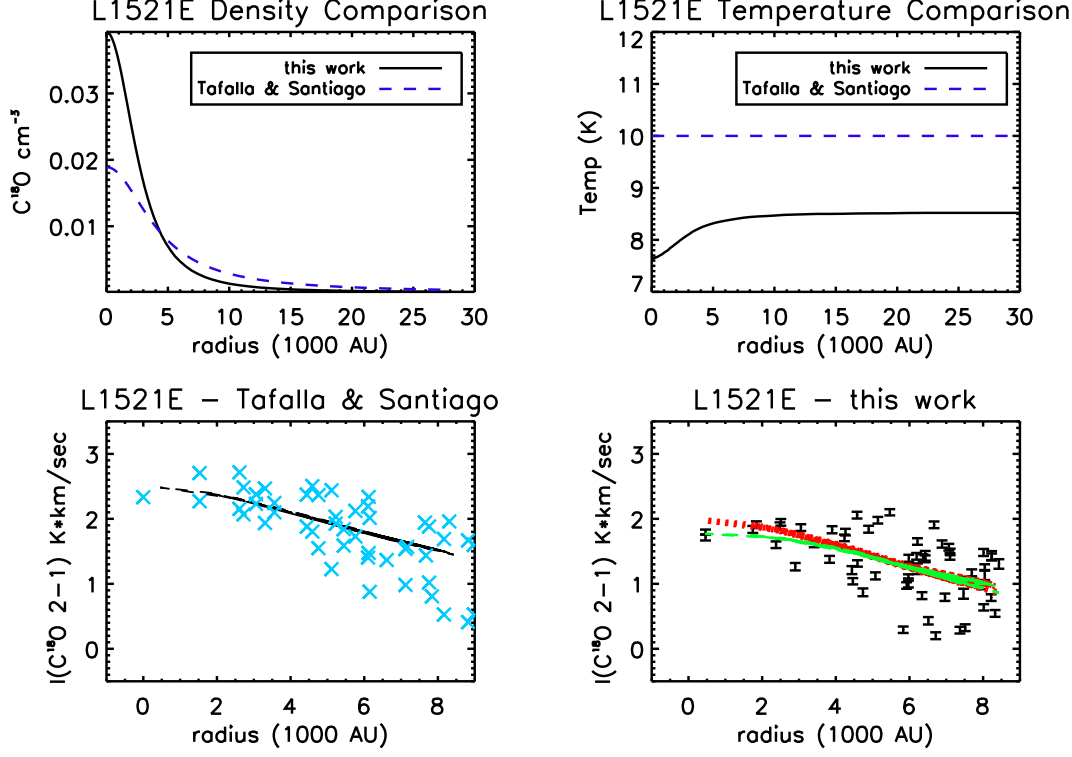 L1521E Density Comparison
this work
Tafalla & Santiago
C¹⁸O cm⁻³
0.03
0.02
0.01
0 5 10 15 20 25 30
radius (1000 AU)
L1521E Temperature Comparison
this work
Tafalla & Santiago
Temp (K)
12
11
10
9
8
7
0 5 10 15 20 25 30
radius (1000 AU)
L1521E – Tafalla & Santiago
I(C¹⁸O 2–1) K*km/sec
3
2
1
0
0 2 4 6 8
radius (1000 AU)
L1521E – this work
I(C¹⁸O 2–1) K*km/sec
3
2
1
0
0 2 4 6 8
radius (1000 AU)